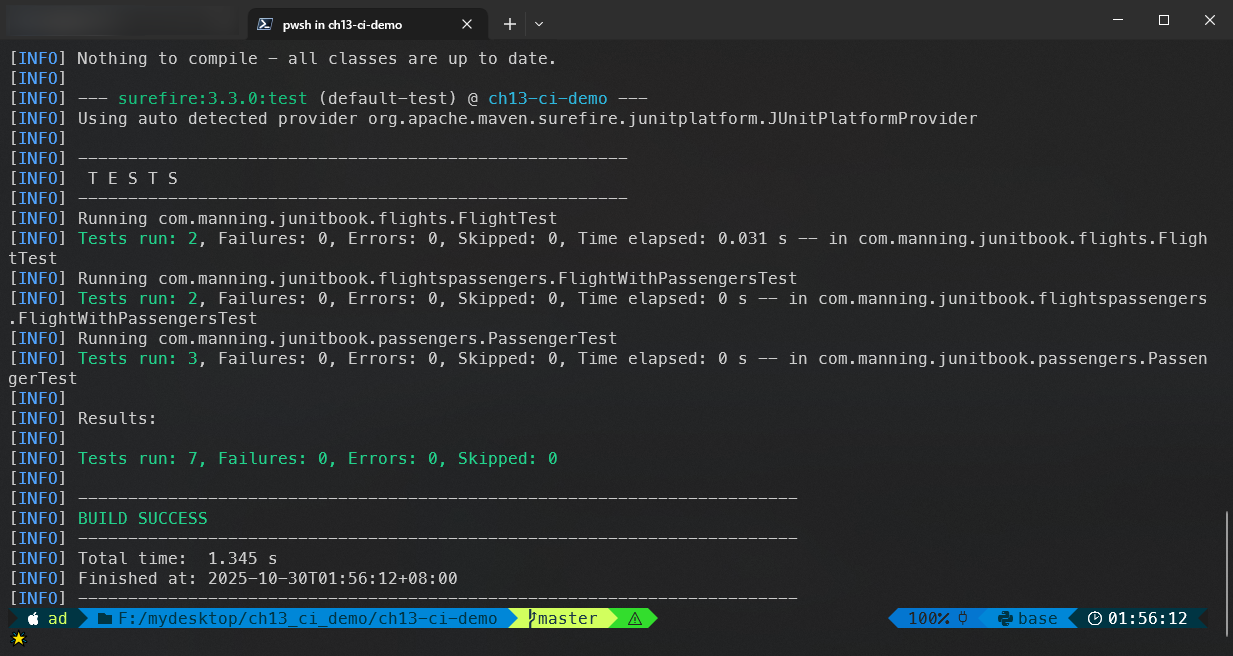 pwsh in ch13-ci-demo
[INFO] Nothing to compile - all classes are up to date.
[INFO]
[INFO] --- surefire:3.3.0:test (default-test) @ ch13-ci-demo ---
[INFO] Using auto detected provider org.apache.maven.surefire.junitplatform.JUnitPlatformProvider
[INFO]
[INFO] -------------------------------------------------------
[INFO]  T E S T S
[INFO] -------------------------------------------------------
[INFO] Running com.manning.junitbook.flights.FlightTest
[INFO] Tests run: 2, Failures: 0, Errors: 0, Skipped: 0, Time elapsed: 0.031 s -- in com.manning.junitbook.flights.Fligh
tTest
[INFO] Running com.manning.junitbook.flightspassengers.FlightWithPassengersTest
[INFO] Tests run: 2, Failures: 0, Errors: 0, Skipped: 0, Time elapsed: 0 s -- in com.manning.junitbook.flightspassengers
.FlightWithPassengersTest
[INFO] Running com.manning.junitbook.passengers.PassengerTest
[INFO] Tests run: 3, Failures: 0, Errors: 0, Skipped: 0, Time elapsed: 0 s -- in com.manning.junitbook.passengers.Passen
gerTest
[INFO]
[INFO] Results:
[INFO]
[INFO] Tests run: 7, Failures: 0, Errors: 0, Skipped: 0
[INFO]
[INFO] ------------------------------------------------------------------------
[INFO] BUILD SUCCESS
[INFO] ------------------------------------------------------------------------
[INFO] Total time:  1.345 s
[INFO] Finished at: 2025-10-30T01:56:12+08:00
[INFO] ------------------------------------------------------------------------
ad F:/mydesktop/ch13_ci_demo/ch13-ci-demo master 100% base 01:56:12